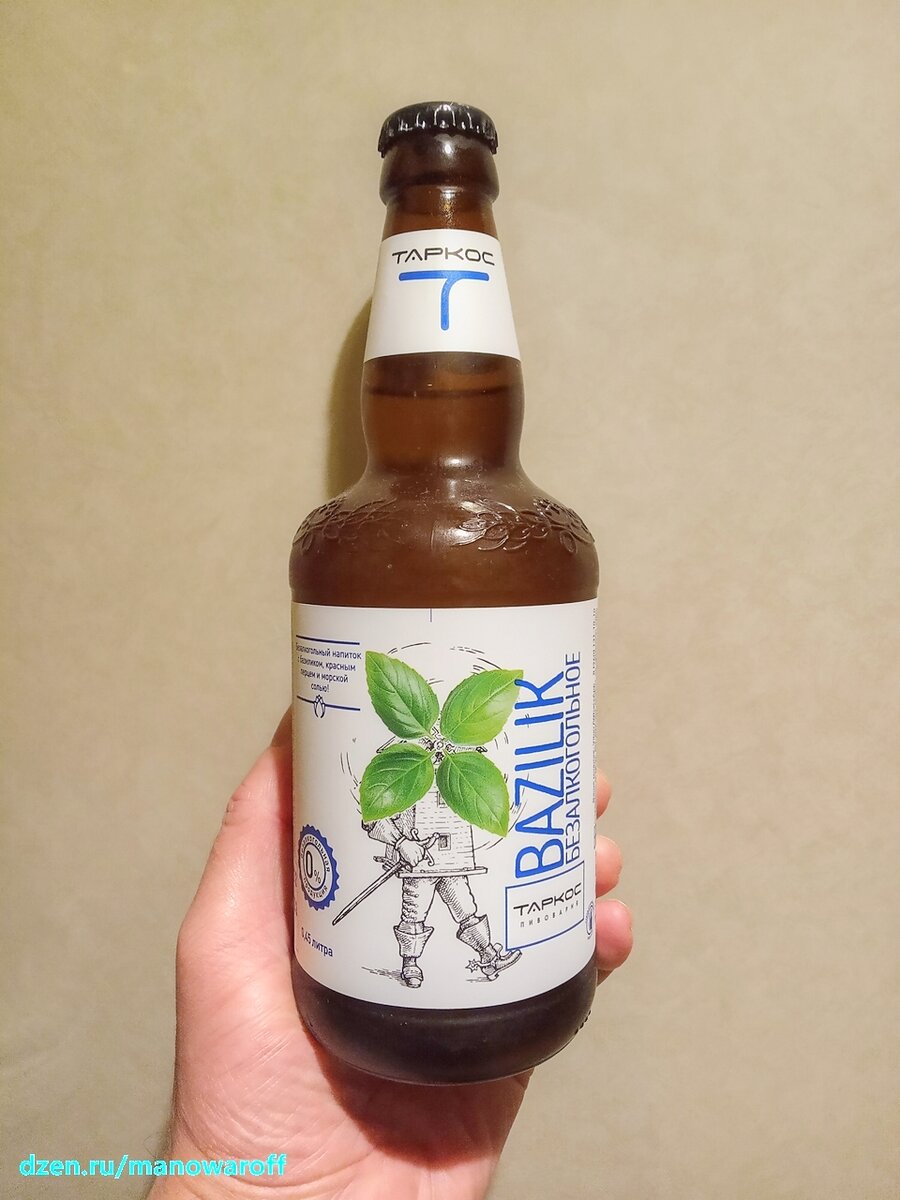 ТАРКОС
безалкогольный напиток
с базиликом, красным
перцем и морской
солью!
BAZILIK
БЕЗАЛКОГОЛЬНОЕ
0%
ТАРКОС
ПИВОВАРНЯ
0,45 литра
dzen.ru/manowaroff